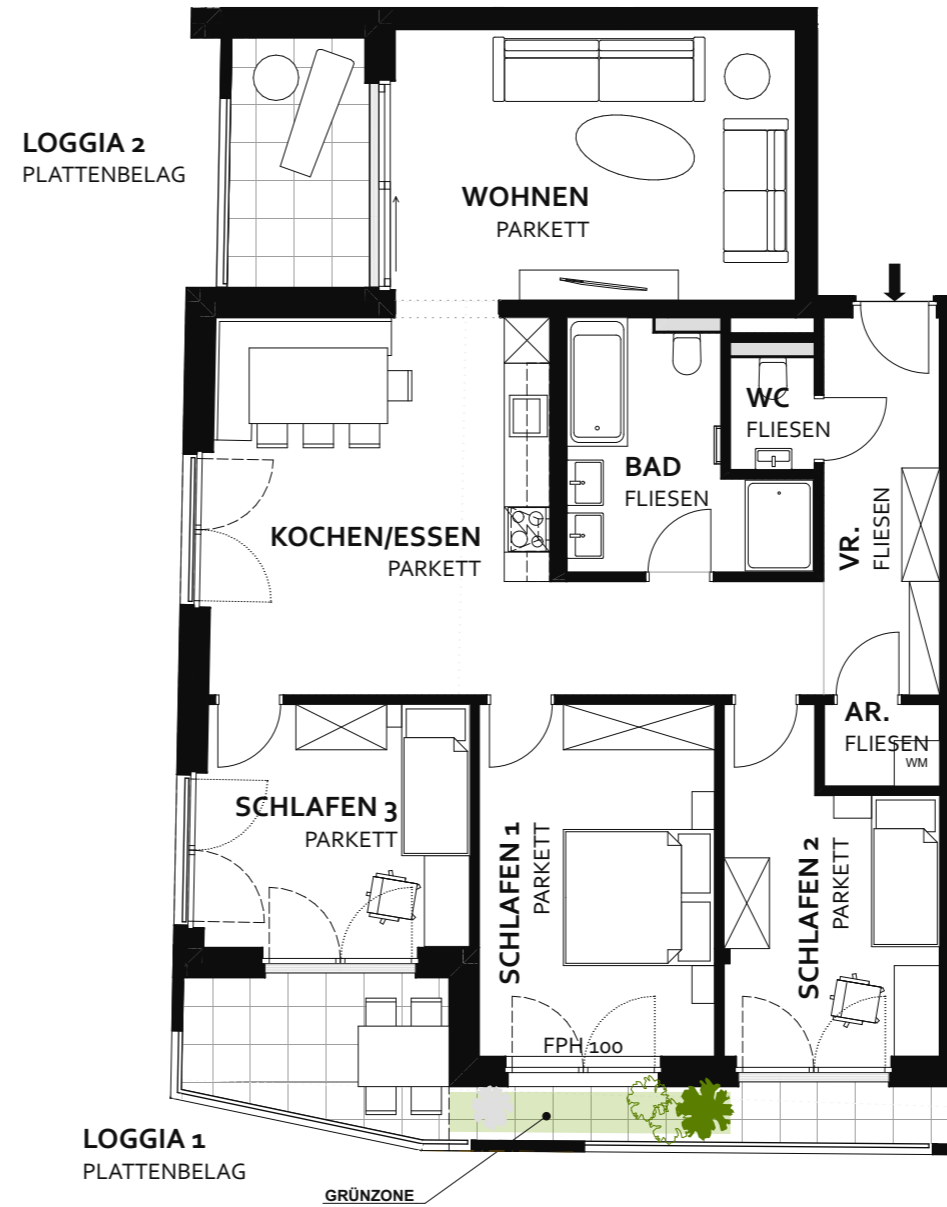 LOGGIA 2
PLATTENBELAG
WOHNEN
PARKETT
WC
FLIESEN
BAD
FLIESEN
VR.
FLIESEN
KOCHEN/ESSEN
PARKETT
AR.
FLIESEN
WM
SCHLAFEN 3
PARKETT
SCHLAFEN 1
PARKETT
SCHLAFEN 2
PARKETT
FPH 100
LOGGIA 1
PLATTENBELAG
GRÜNZONE